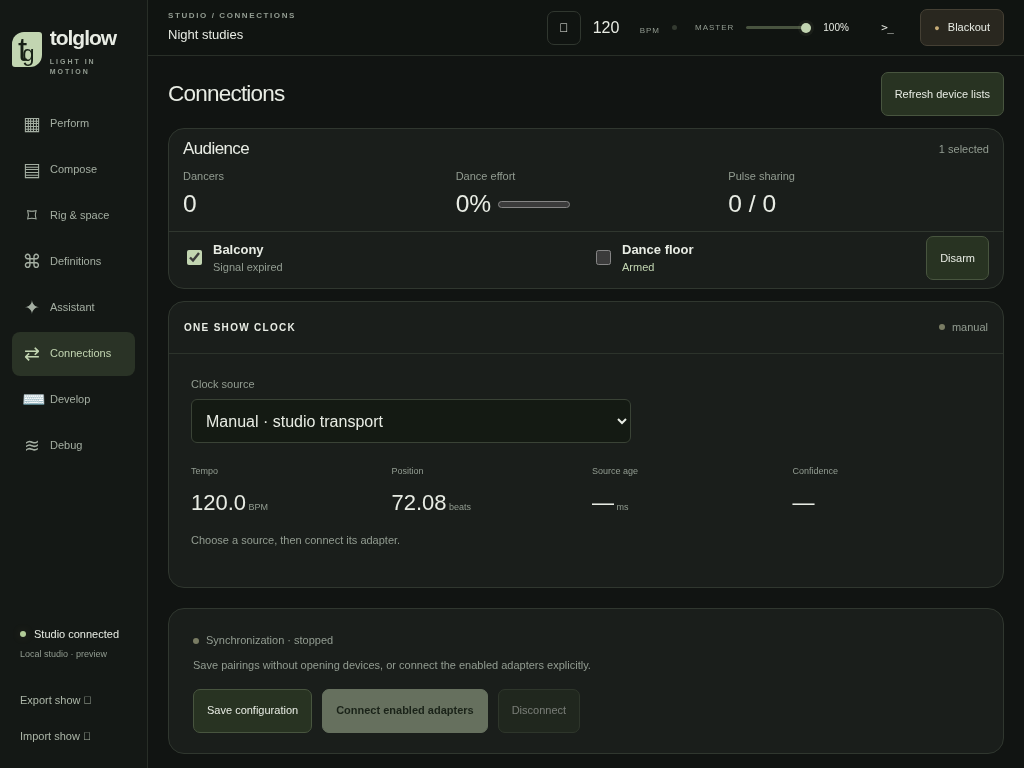 tg tolglow
LIGHT IN
MOTION
Perform
Compose
Rig & space
Definitions
Assistant
Connections
Develop
Debug
Studio connected
Local studio · preview
Export show
Import show
STUDIO / CONNECTIONS
Night studies
120 BPM
MASTER 100%
>_
Blackout
Connections
Refresh device lists
Audience
1 selected
Dancers
Dance effort
Pulse sharing
0
0%
0 / 0
Balcony
Signal expired
Dance floor
Armed
Disarm
ONE SHOW CLOCK
manual
Clock source
Manual · studio transport
Tempo
Position
Source age
Confidence
120.0 BPM
72.08 beats
— ms
—
Choose a source, then connect its adapter.
Synchronization · stopped
Save pairings without opening devices, or connect the enabled adapters explicitly.
Save configuration
Connect enabled adapters
Disconnect